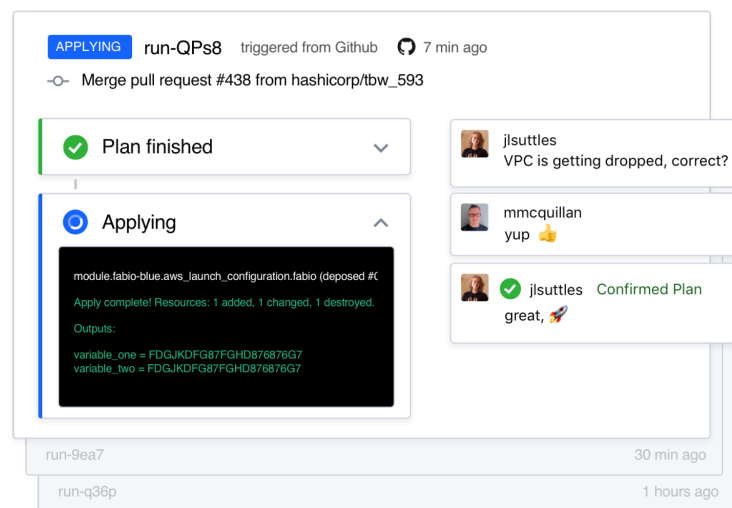 APPLYING run-QPs8 triggered from Github 7 min ago
Merge pull request #438 from hashicorp/tbw_593
Plan finished
Applying
module.fabio-blue.aws_launch_configuration.fabio (deposed #0
Apply complete! Resources: 1 added, 1 changed, 1 destroyed.
Outputs:
variable_one = FDGJKDFG87FGHD876876G7
variable_two = FDGJKDFG87FGHD876876G7
jlsuttles
VPC is getting dropped, correct?
mmcquillan
yup 👍
jlsuttles Confirmed Plan
great, 🚀
run-9ea7 30 min ago
run-q36p 1 hours ago